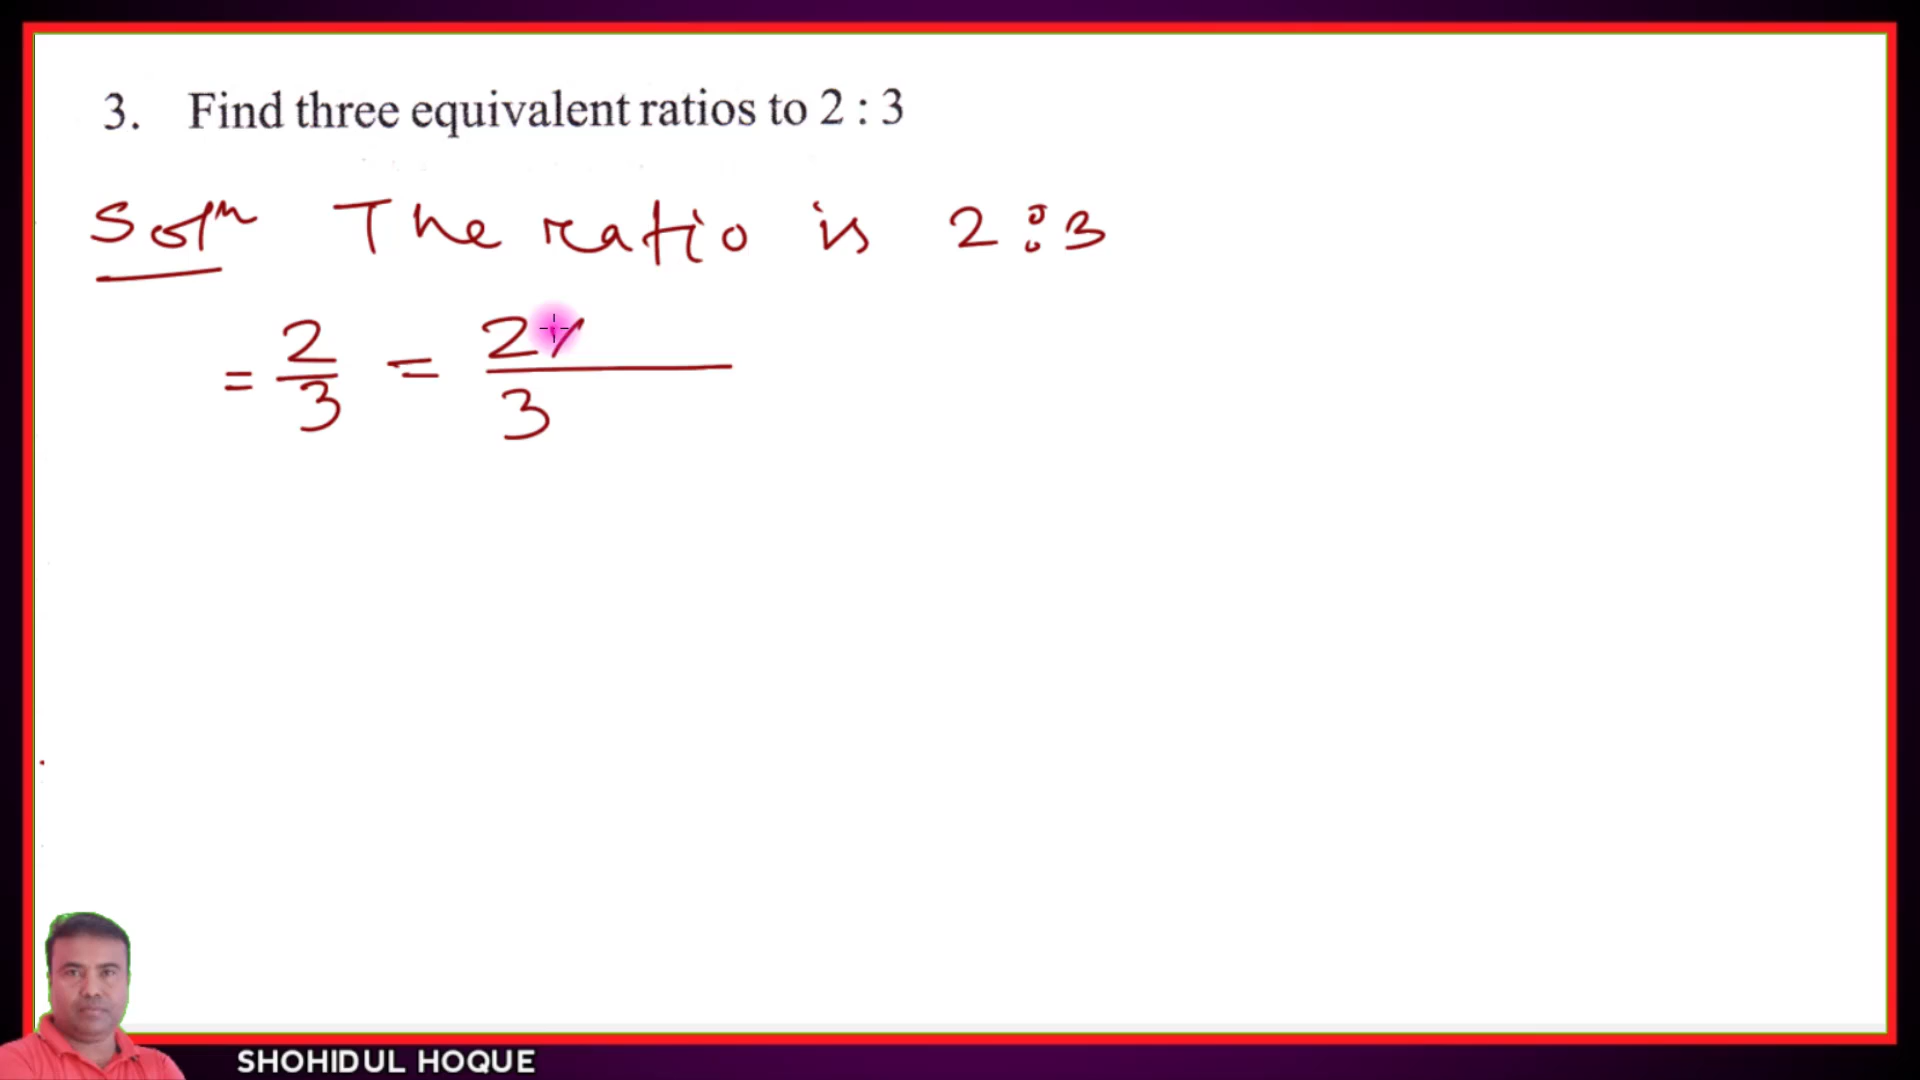 3. Find three equivalent ratios to 2 : 3
Solⁿ The ratio is 2 : 3
= 2/3 = 2×/3
SHOHIDUL HOQUE